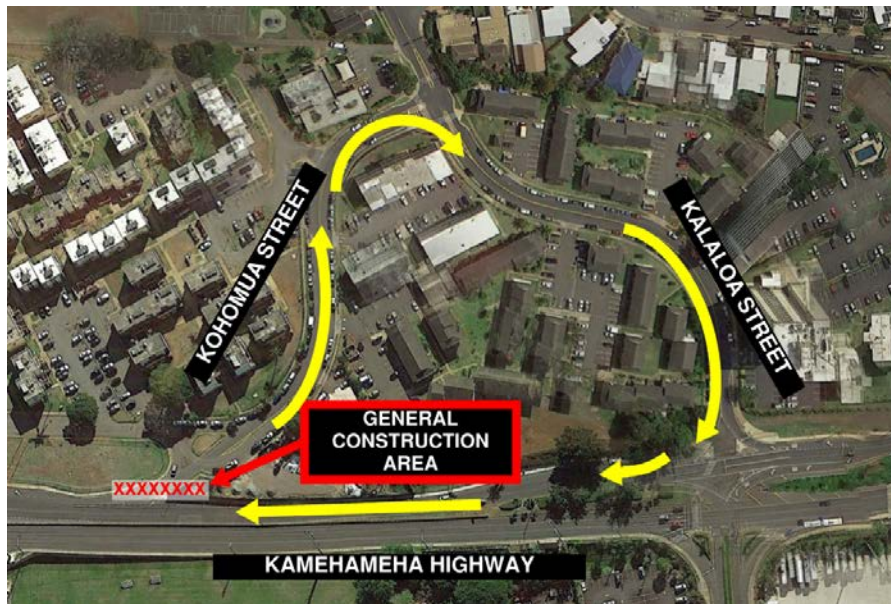 KOHOMUA STREET
KALALOA STREET
GENERAL
CONSTRUCTION
AREA
XXXXXXXX
KAMEHAMEHA HIGHWAY